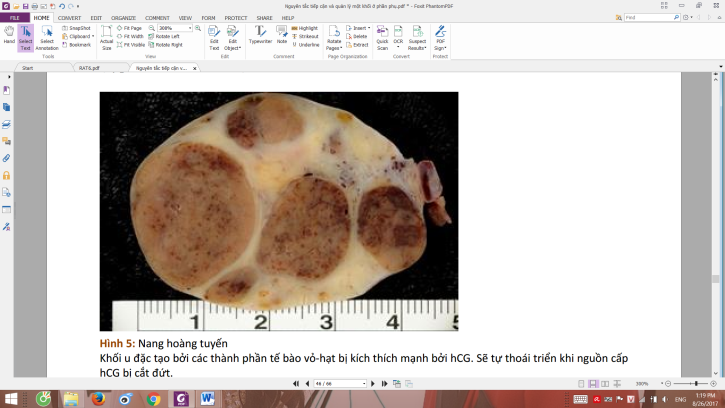 Nguyên tắc tiếp cận và quản lý một khối ở phần phụ.pdf * - Foxit PhantomPDF
FILE HOME CONVERT EDIT ORGANIZE COMMENT VIEW FORM PROTECT SHARE HELP Find
Hand Select Text Select Annotation SnapShot Clipboard Bookmark Actual Size Fit Page Fit Width Fit Visible 300% Rotate Left Rotate Right Edit Text Edit Object Typewriter Note Highlight Strikeout Underline Rotate Pages Insert Extract Quick Scan OCR Suspect Results PDF Sign
Tools View Edit Comment Page Organization Convert Protect
Start RAT6.pdf Nguyên tắc tiếp cận v...
1 2 3 4 5
Hình 5: Nang hoàng tuyến
Khối u đặc tạo bởi các thành phần tế bào vỏ-hạt bị kích thích mạnh bởi hCG. Sẽ tự thoái triển khi nguồn cấp
hCG bị cắt đứt.
46 / 66 300%
ENG 1:19 PM
8/26/2017